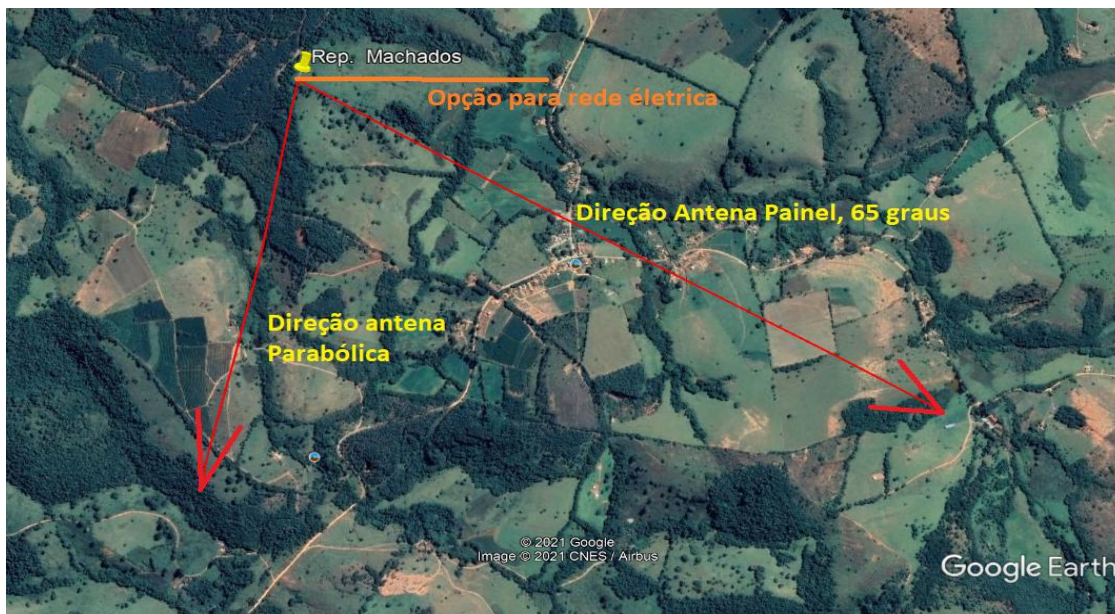 Rep. Machados
Opção para rede életrica
Direção Antena Painel, 65 graus
Direção antena
Parabólica
© 2021 Google
Image © 2021 CNES / Airbus
Google Earth